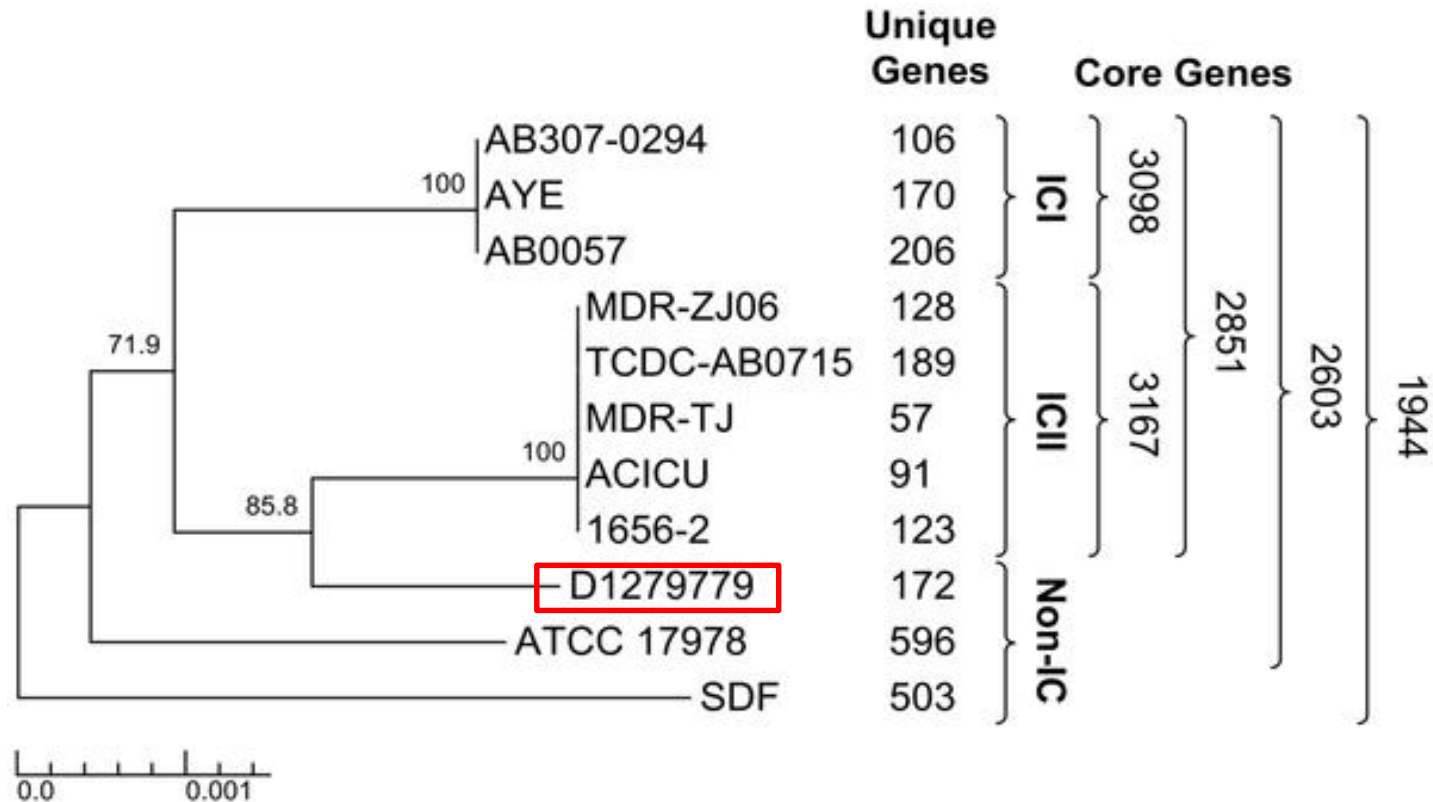 Unique
Genes
Core Genes
AB307-0294 106
100 AYE 170
AB0057 206
ICI
3098
MDR-ZJ06 128
TCDC-AB0715 189
71.9
MDR-TJ 57
100 ACICU 91
1656-2 123
85.8
ICII
3167
2851
D1279779 172
ATCC 17978 596
SDF 503
Non-IC
2603
1944
0.0 0.001